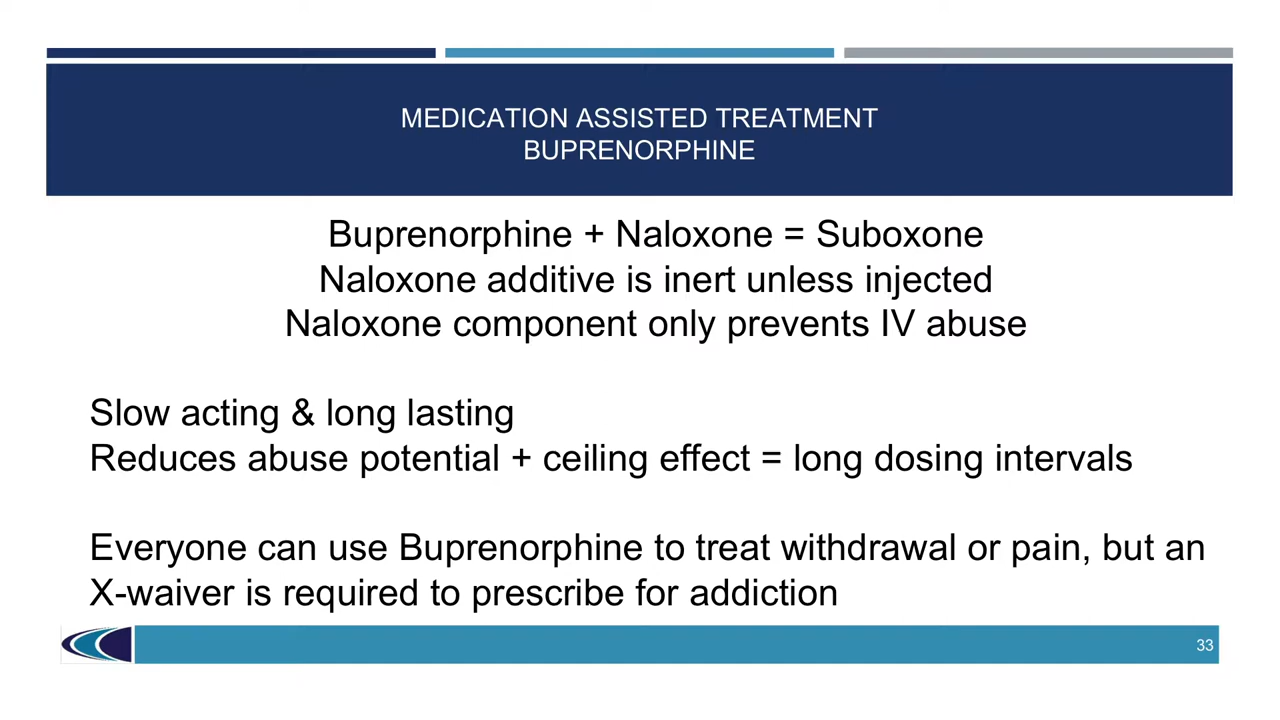 MEDICATION ASSISTED TREATMENT
BUPRENORPHINE
Buprenorphine + Naloxone = Suboxone
Naloxone additive is inert unless injected
Naloxone component only prevents IV abuse
Slow acting & long lasting
Reduces abuse potential + ceiling effect = long dosing intervals
Everyone can use Buprenorphine to treat withdrawal or pain, but an
X-waiver is required to prescribe for addiction
33